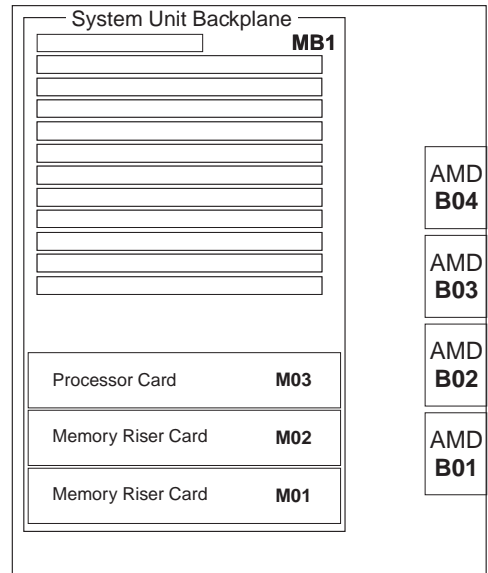 System Unit Backplane
MB1
AMD
B04
AMD
B03
AMD
B02
AMD
B01
Processor Card M03
Memory Riser Card M02
Memory Riser Card M01